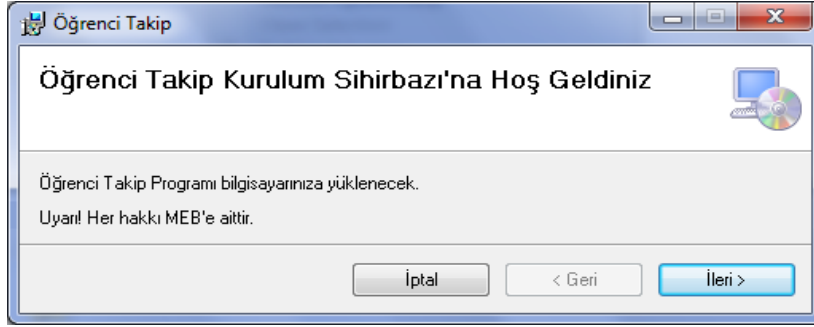 Öğrenci Takip
Öğrenci Takip Kurulum Sihirbazı'na Hoş Geldiniz
Öğrenci Takip Programı bilgisayarınıza yüklenecek.
Uyarı! Her hakkı MEB'e aittir.
İptal
< Geri
İleri >